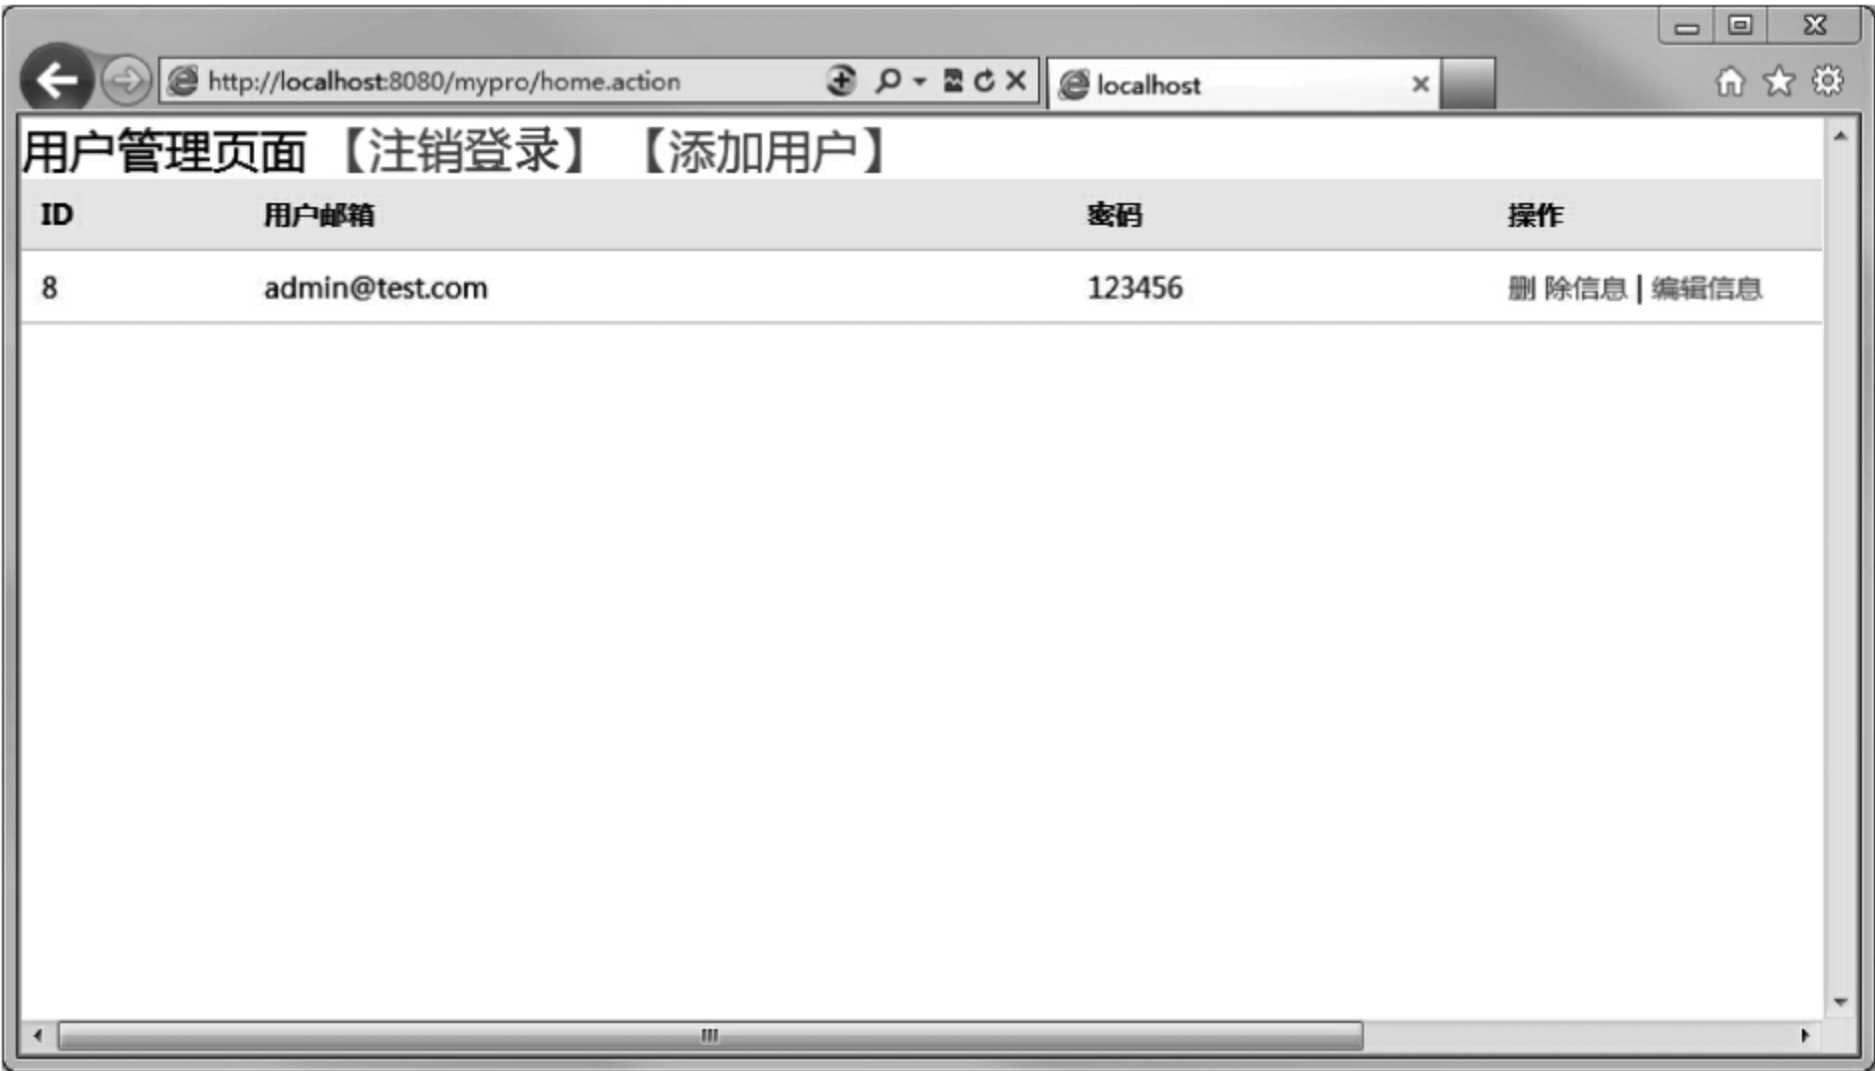 http://localhost:8080/mypro/home.action
localhost
用户管理页面 【注销登录】 【添加用户】
ID 用户邮箱 密码 操作
8 admin@test.com 123456 删 除信息 | 编辑信息